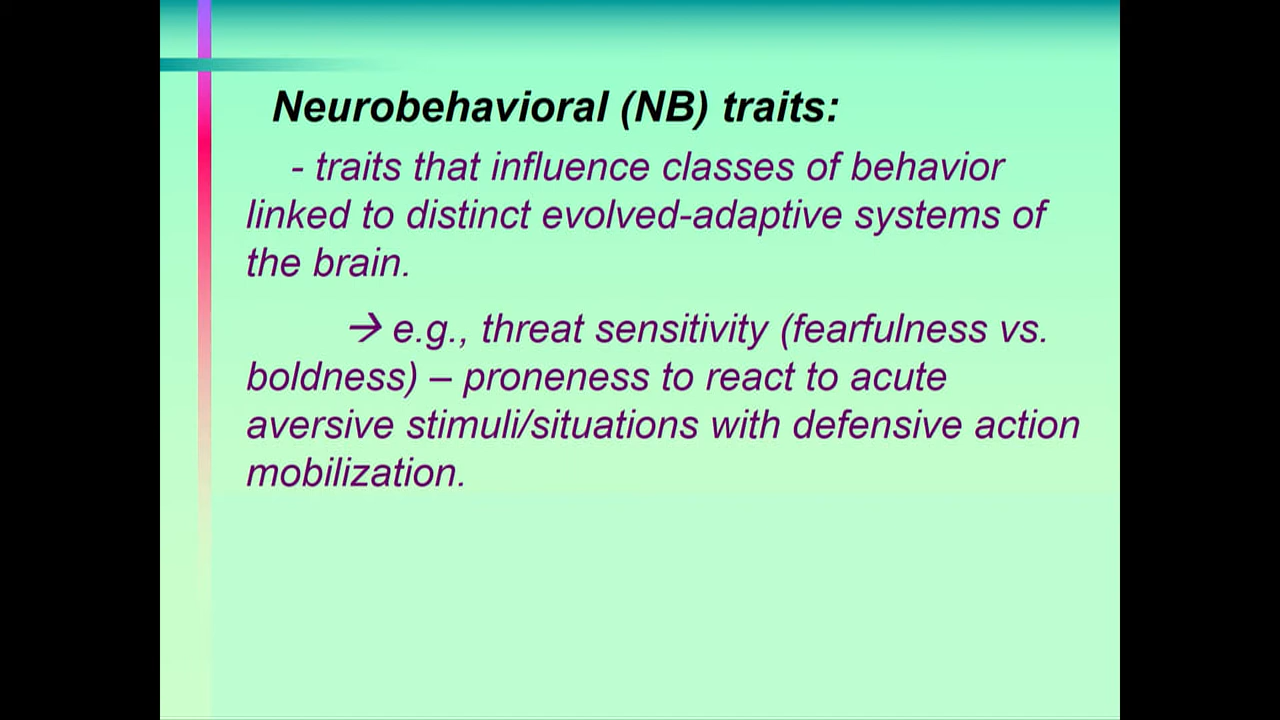 Neurobehavioral (NB) traits:
- traits that influence classes of behavior
linked to distinct evolved-adaptive systems of
the brain.
→ e.g., threat sensitivity (fearfulness vs.
boldness) – proneness to react to acute
aversive stimuli/situations with defensive action
mobilization.